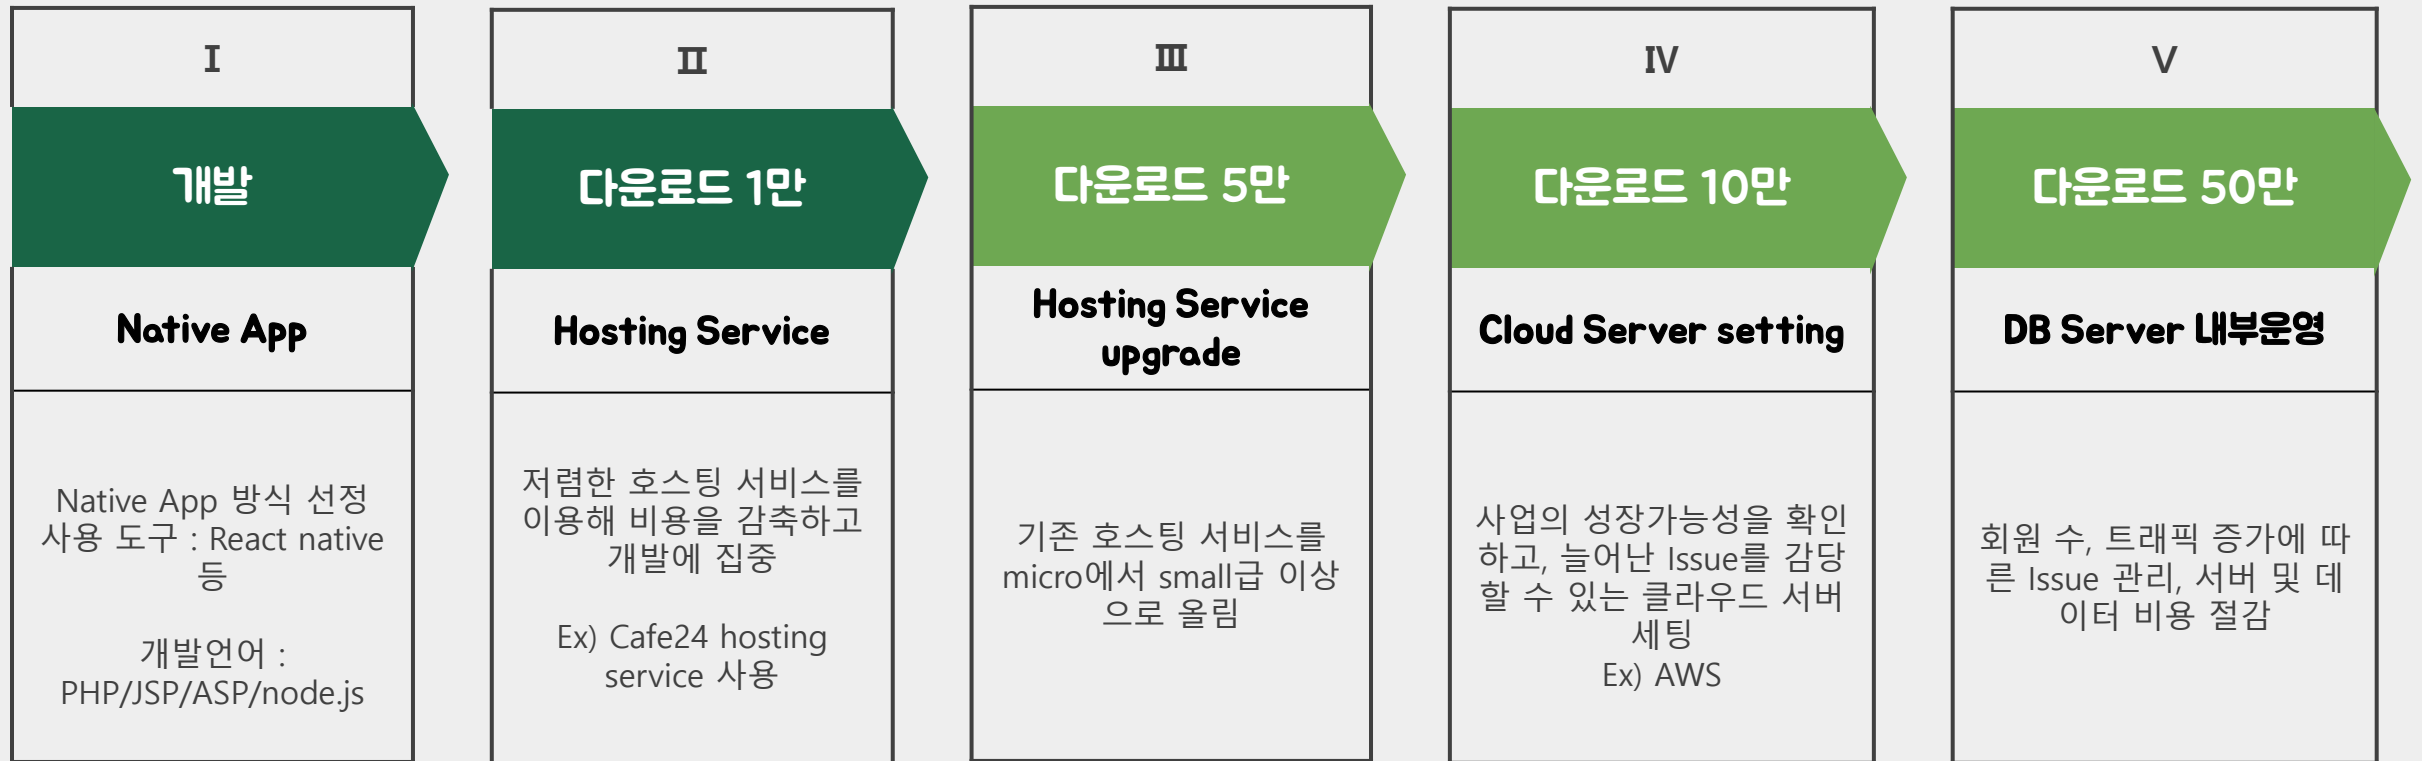 I
개발
Native App
Native App 방식 선정
사용 도구 : React native
등
개발언어 :
PHP/JSP/ASP/node.js
II
다운로드 1만
Hosting Service
저렴한 호스팅 서비스를
이용해 비용을 감축하고
개발에 집중
Ex) Cafe24 hosting
service 사용
III
다운로드 5만
Hosting Service
upgrade
기존 호스팅 서비스를
micro에서 small급 이상
으로 올림
IV
다운로드 10만
Cloud Server setting
사업의 성장가능성을 확인
하고, 늘어난 Issue를 감당
할 수 있는 클라우드 서버
세팅
Ex) AWS
V
다운로드 50만
DB Server 내부운영
회원 수, 트래픽 증가에 따
른 Issue 관리, 서버 및 데
이터 비용 절감